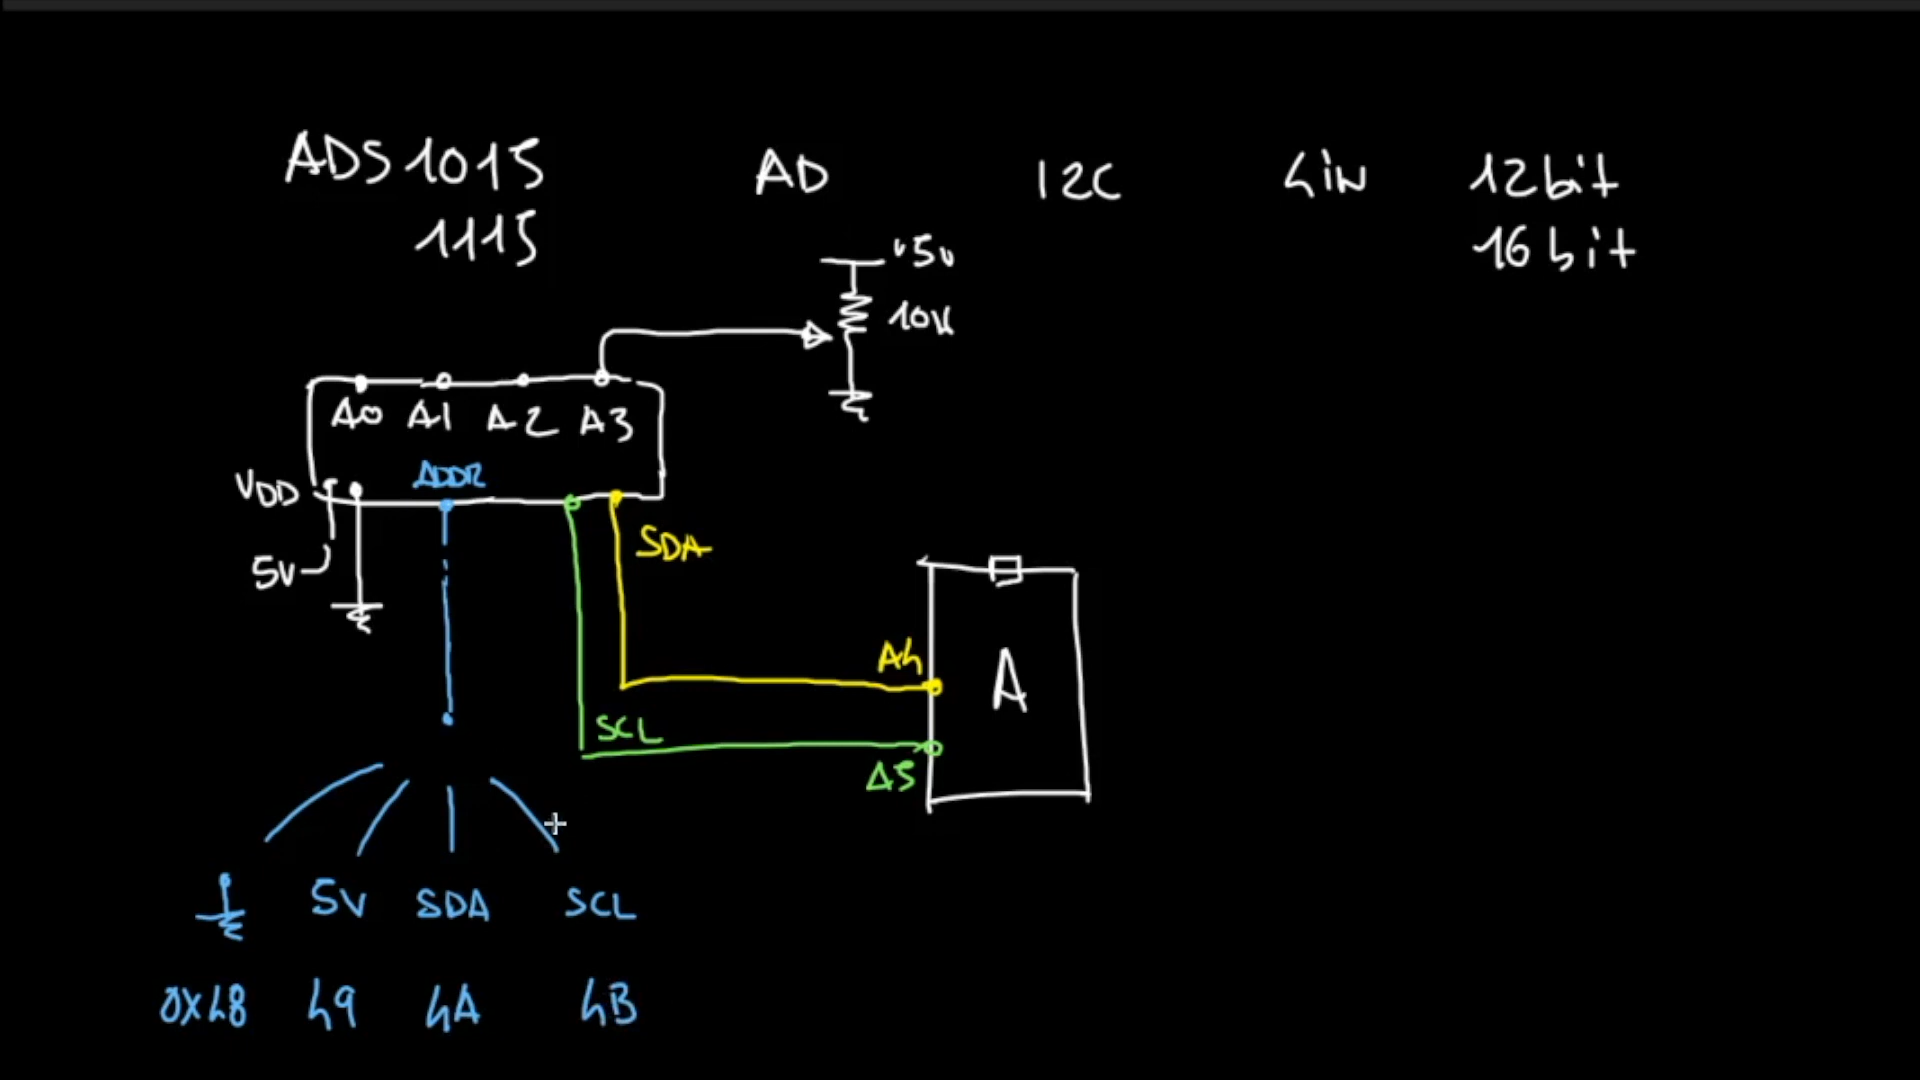 ADS1015 AD I2C 4in 12bit
1115 16bit
5v
10K
A0 A1 A2 A3
VDD
ADDR
SDA
5V
A4
A
SCL
A5
5V SDA SCL
0X48 49 4A 4B